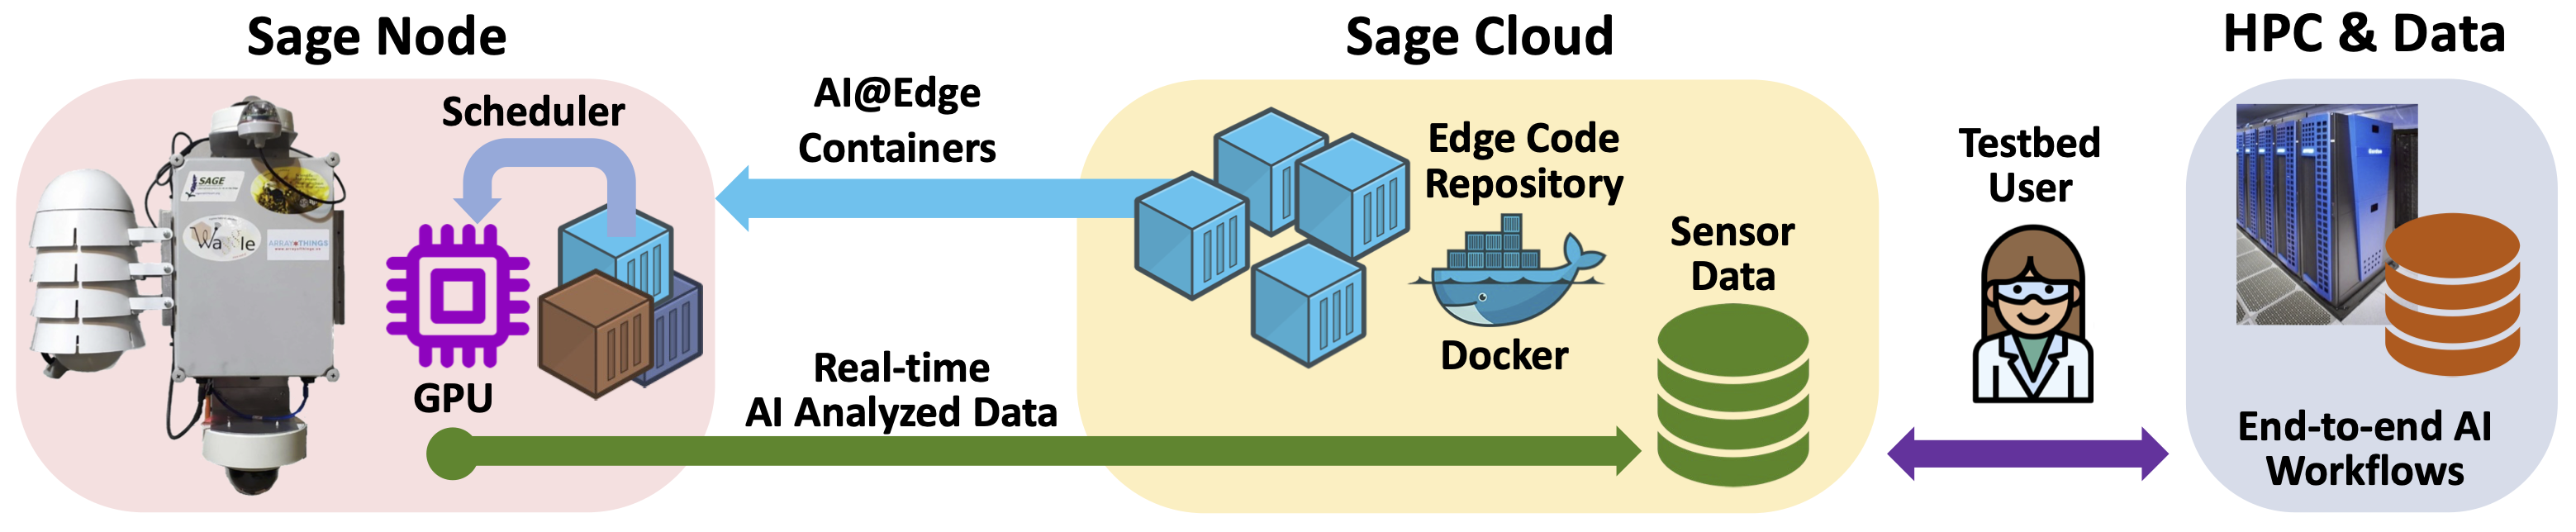 Sage Node
Sage Cloud
HPC & Data
Scheduler
SAGE
Waggle
ARRAY OF THINGS
GPU
AI@Edge
Containers
Real-time
AI Analyzed Data
Edge Code
Repository
Docker
Sensor
Data
Testbed
User
End-to-end AI
Workflows